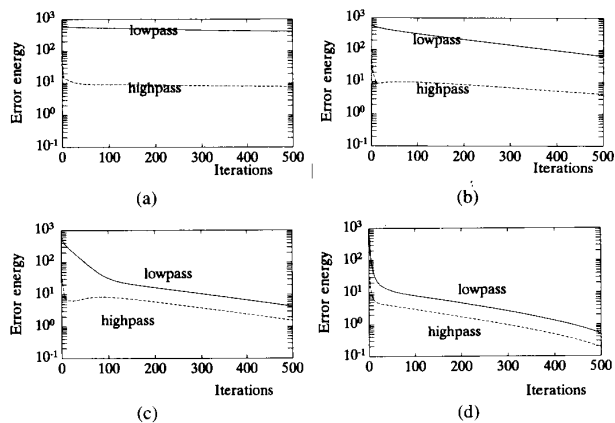 10³
10²
10¹
10⁰
10⁻¹
Error energy
lowpass
highpass
0 100 200 300 400 500
Iterations
(a)
10³
10²
10¹
10⁰
10⁻¹
Error energy
lowpass
highpass
0 100 200 300 400 500
Iterations
(b)
10³
10²
10¹
10⁰
10⁻¹
Error energy
lowpass
highpass
0 100 200 300 400 500
Iterations
(c)
10³
10²
10¹
10⁰
10⁻¹
Error energy
lowpass
highpass
0 100 200 300 400 500
Iterations
(d)